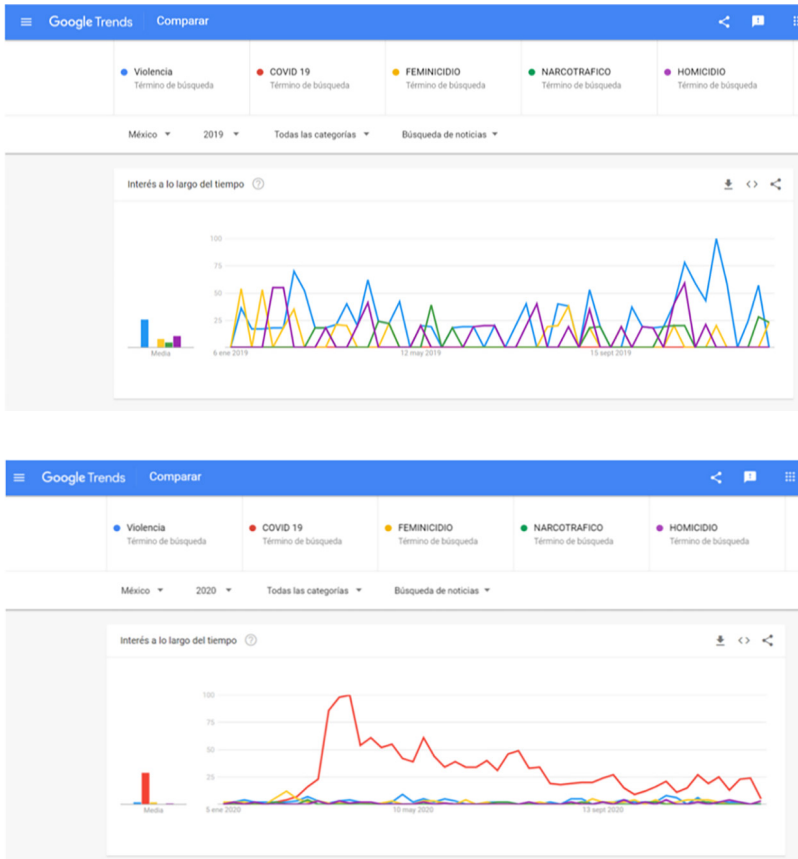 Google Trends Comparar
Violencia COVID 19 FEMINICIDIO NARCOTRAFICO HOMICIDIO
Término de búsqueda Término de búsqueda Término de búsqueda Término de búsqueda Término de búsqueda
México 2019 Todas las categorías Búsqueda de noticias
Interés a lo largo del tiempo
100
75
50
25
Media 6 ene 2019 12 may 2019 15 sept 2019
Google Trends Comparar
Violencia COVID 19 FEMINICIDIO NARCOTRAFICO HOMICIDIO
Término de búsqueda Término de búsqueda Término de búsqueda Término de búsqueda Término de búsqueda
México 2020 Todas las categorías Búsqueda de noticias
Interés a lo largo del tiempo
100
75
50
25
Media 5 ene 2020 10 may 2020 13 sept 2020